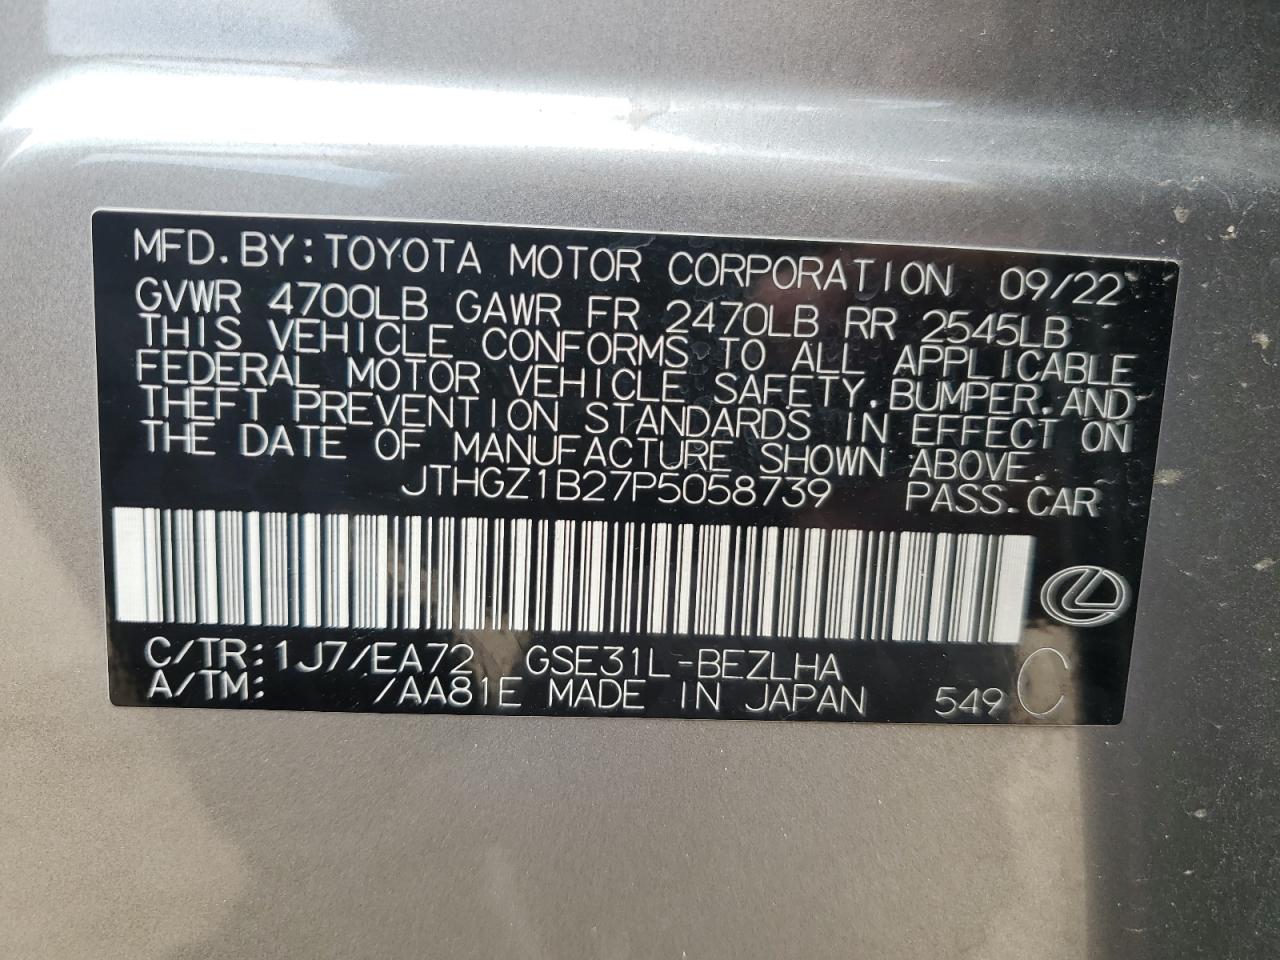 MFD.BY:TOYOTA MOTOR CORPORATION 09/22
GVWR 4700LB GAWR FR 2470LB RR 2545LB
THIS VEHICLE CONFORMS TO ALL APPLICABLE
FEDERAL MOTOR VEHICLE SAFETY.BUMPER.AND
THEFT PREVENTION STANDARDS IN EFFECT ON
THE DATE OF MANUFACTURE SHOWN ABOVE.
JTHGZ1B27P5058739 PASS.CAR
C/TR:1J7/EA72 GSE31L-BEZLHA C
A/TM: /AA81E MADE IN JAPAN 549